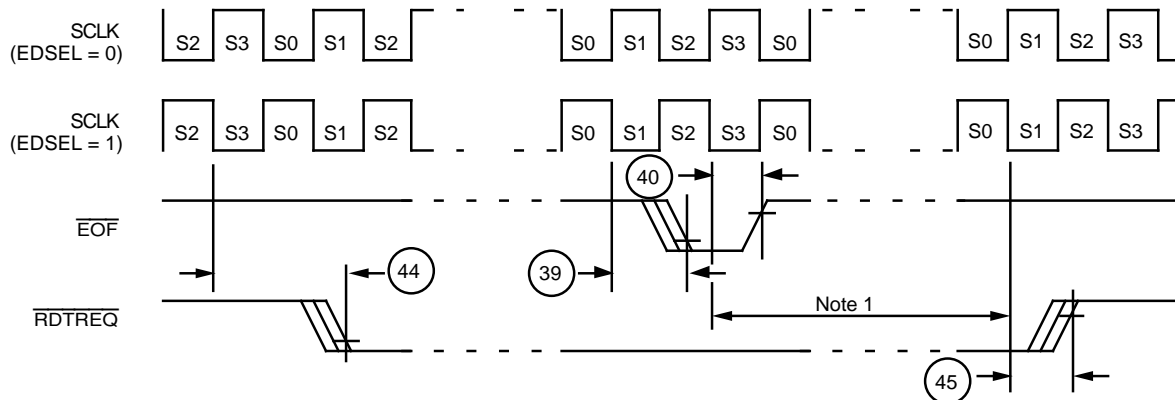 SCLK
(EDSEL = 0)
S2 S3 S0 S1 S2
S0 S1 S2 S3 S0
S0 S1 S2 S3
SCLK
(EDSEL = 1)
S2 S3 S0 S1 S2
S0 S1 S2 S3 S0
S0 S1 S2 S3
40
EOF
44
39
RDTREQ
Note 1
45